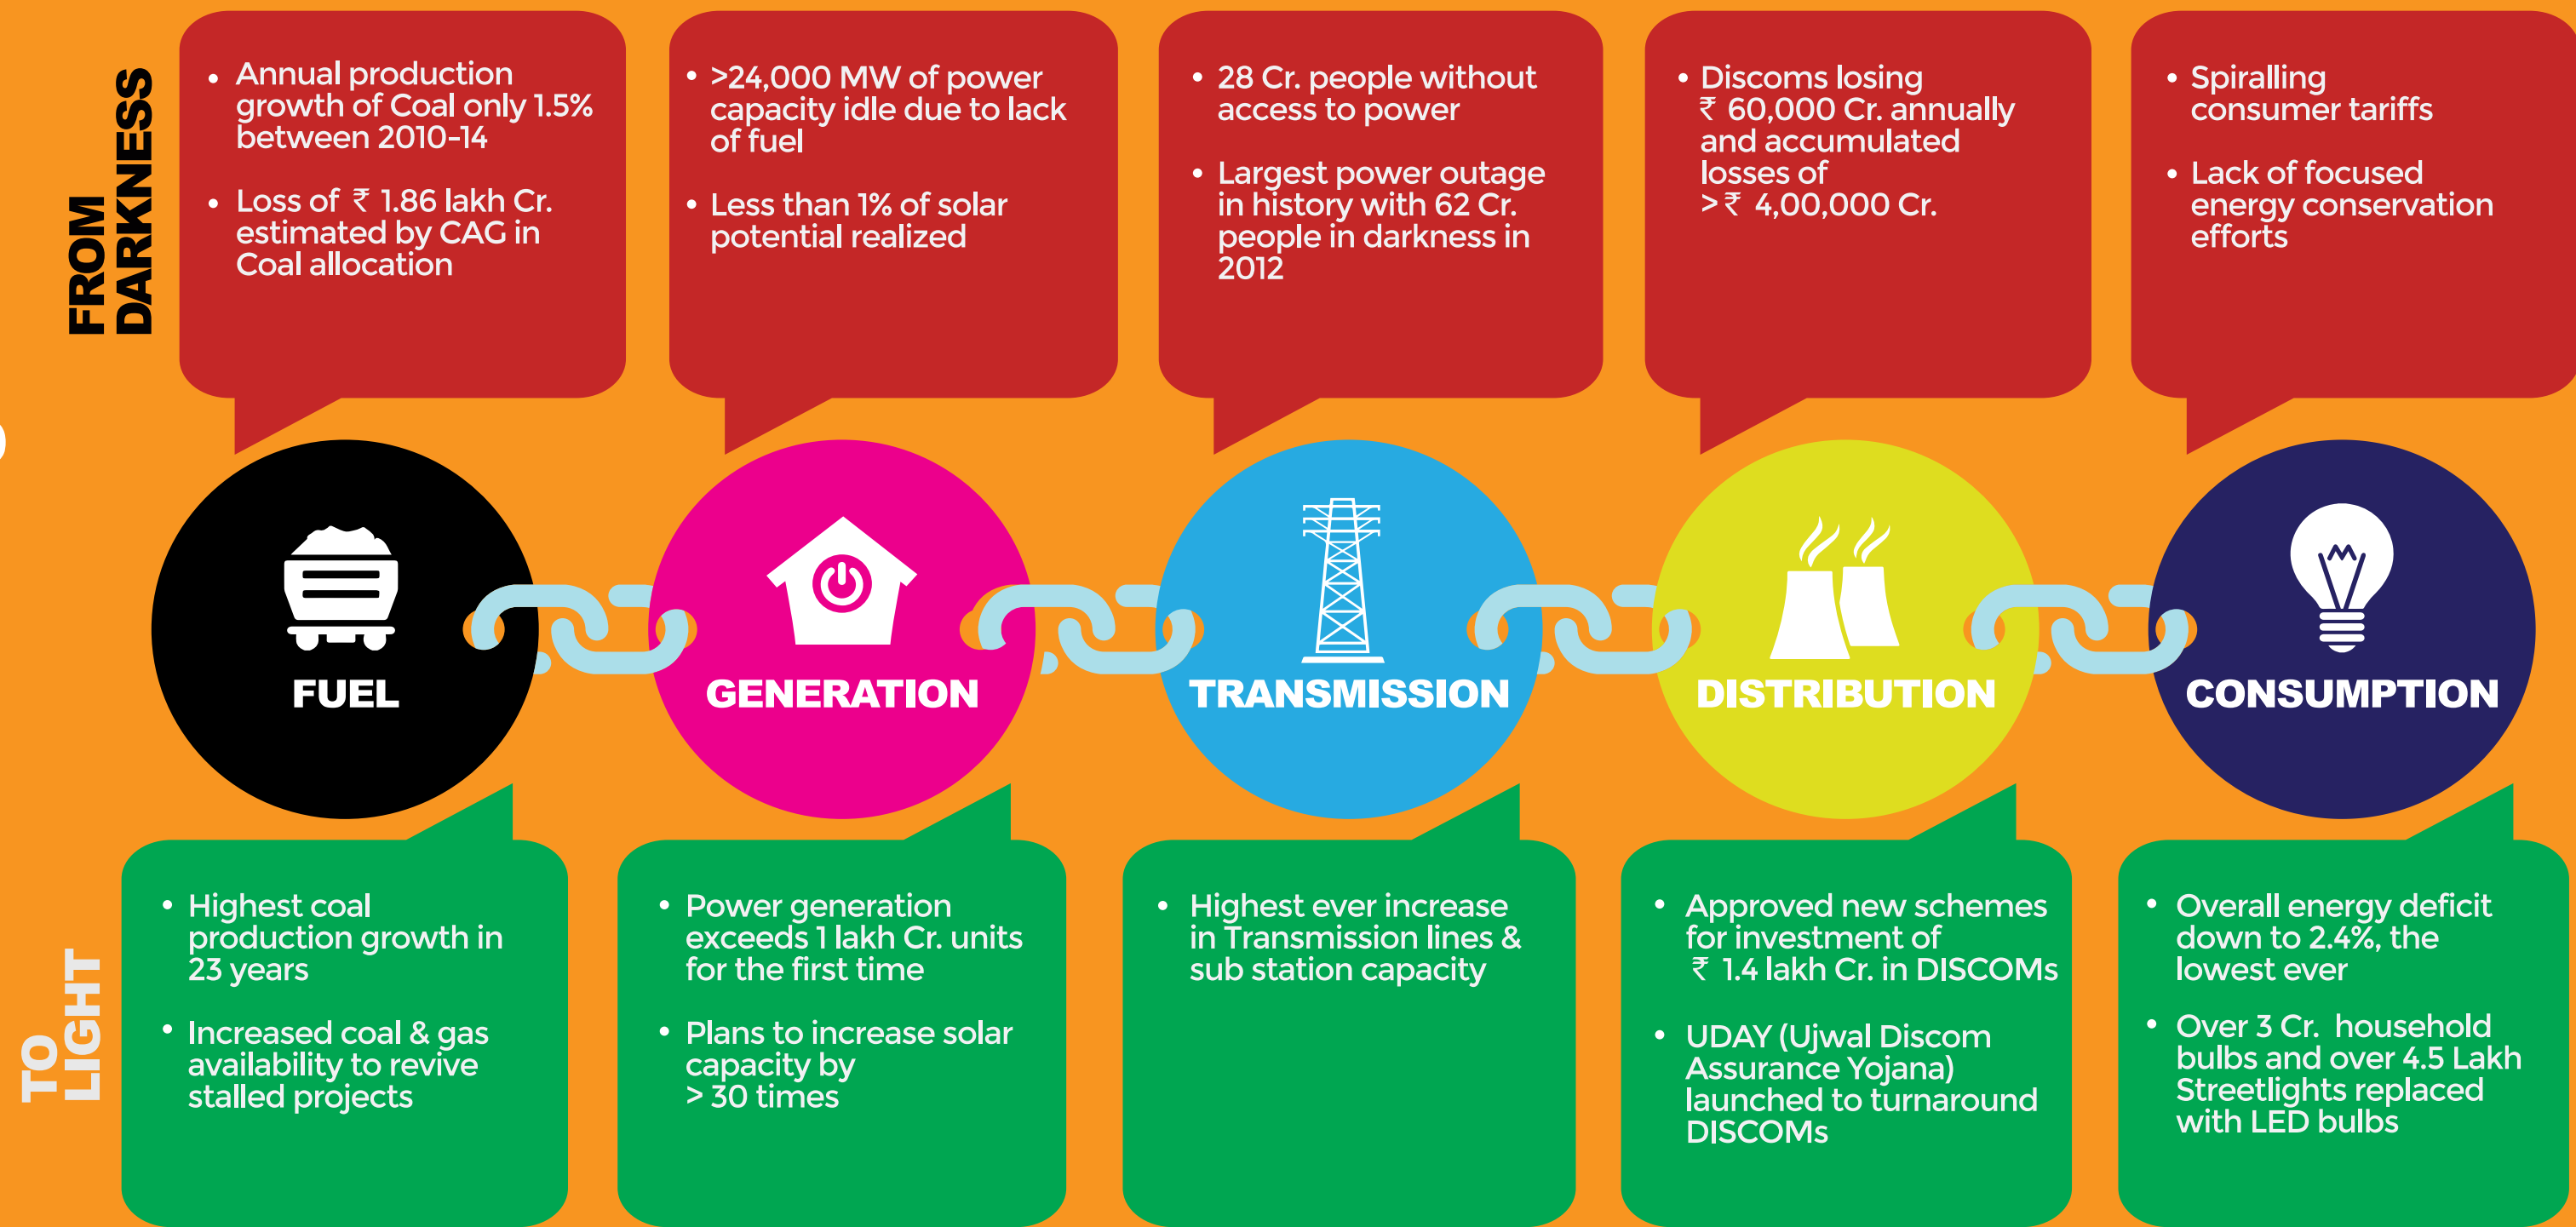 FROM
DARKNESS
• Annual production
growth of Coal only 1.5%
between 2010-14
• Loss of ₹ 1.86 lakh Cr.
estimated by CAG in
Coal allocation
• >24,000 MW of power
capacity idle due to lack
of fuel
• Less than 1% of solar
potential realized
• 28 Cr. people without
access to power
• Largest power outage
in history with 62 Cr.
people in darkness in
2012
• Discoms losing
₹ 60,000 Cr. annually
and accumulated
losses of
>₹ 4,00,000 Cr.
• Spiralling
consumer tariffs
• Lack of focused
energy conservation
efforts
FUEL
GENERATION
TRANSMISSION
DISTRIBUTION
CONSUMPTION
TO
LIGHT
• Highest coal
production growth in
23 years
• Increased coal & gas
availability to revive
stalled projects
• Power generation
exceeds 1 lakh Cr. units
for the first time
• Plans to increase solar
capacity by
> 30 times
• Highest ever increase
in Transmission lines &
sub station capacity
• Approved new schemes
for investment of
₹ 1.4 lakh Cr. in DISCOMs
• UDAY (Ujwal Discom
Assurance Yojana)
launched to turnaround
DISCOMs
• Overall energy deficit
down to 2.4%, the
lowest ever
• Over 3 Cr. household
bulbs and over 4.5 Lakh
Streetlights replaced
with LED bulbs